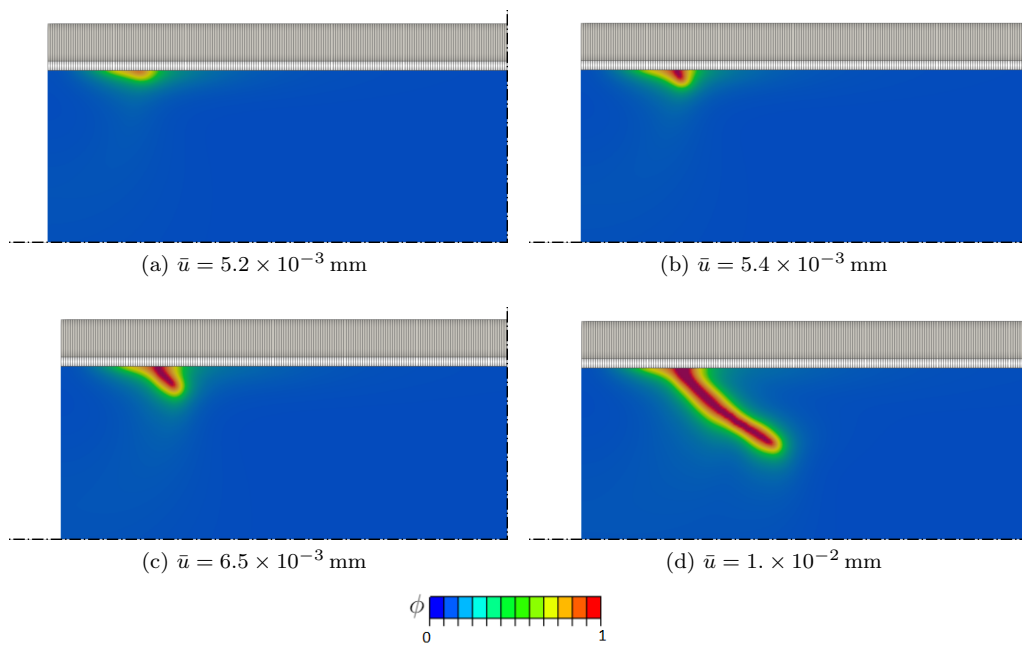 (a) ū = 5.2 × 10⁻³ mm
(b) ū = 5.4 × 10⁻³ mm
(c) ū = 6.5 × 10⁻³ mm
(d) ū = 1. × 10⁻² mm
ϕ
0 1